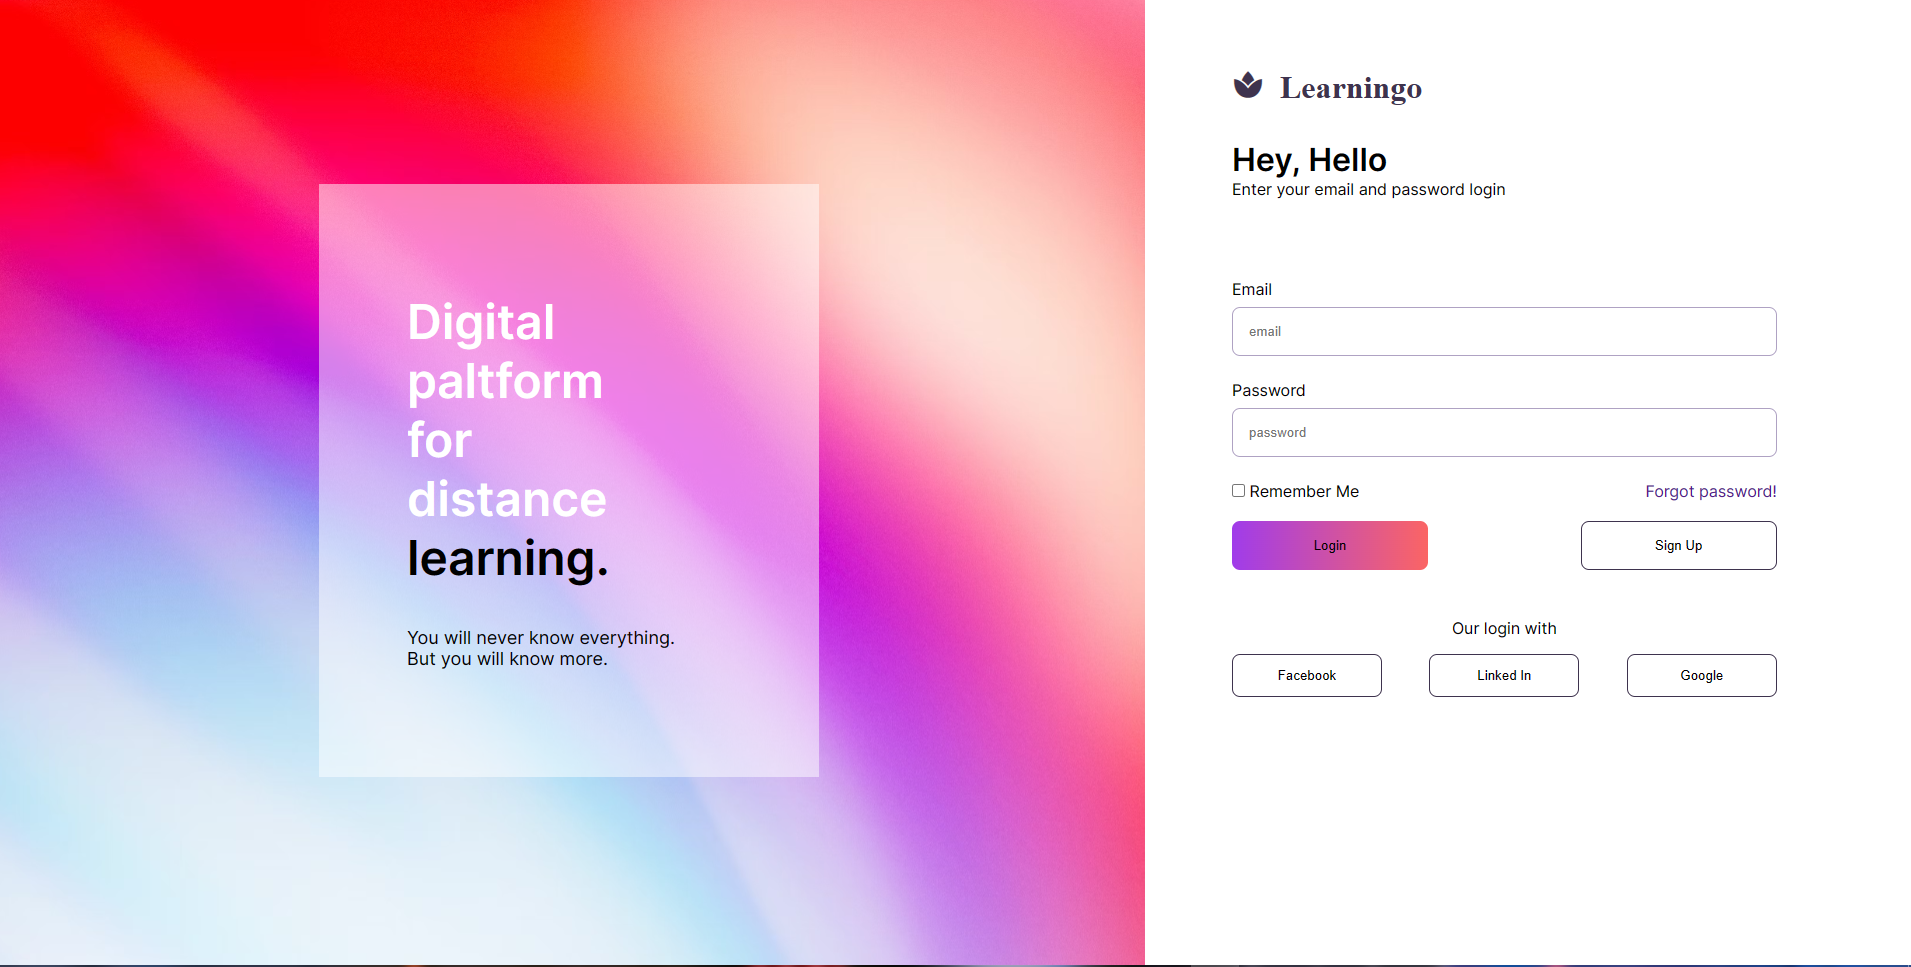 Digital
paltform
for
distance
learning.
You will never know everything.
But you will know more.
Learningo
Hey, Hello
Enter your email and password login
Email
email
Password
password
Remember Me
Forgot password!
Login
Sign Up
Our login with
Facebook
Linked In
Google